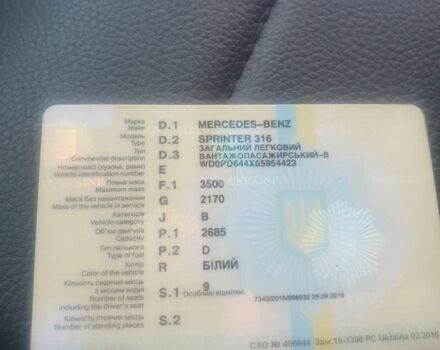 Марка D.1 MERCEDES-BENZ
Make
Модель D.2 SPRINTER 316
Type
Тип D.3 ЗАГАЛЬНИЙ ЛЕГКОВИЙ
Commercial description ВАНТАЖОПАСАЖИРСЬКИЙ-В
Номер шасі (кузова, рами) E WD0PD644X65954423
Vehicle identification number
Повна маса F.1 3500
Maximum mass
Маса без навантаження G 2170
Mass of the vehicle in service
Категорія J B
Vehicle category
Об'єм двигуна P.1 2685
Capacity
Тип пального P.2 D
Type of fuel
Колір R БІЛИЙ
Color of the vehicle
Кількість сидячих місць S.1 9
з місцем водія Особливі відмітки:
Number of seats 7343/2016/098939 29.09.2016
including the driver's seat
Кількість стоячих місць S.2
Number of standing places
СХО № 400844 Зам.16-3398 PC Ukraina 02.2016